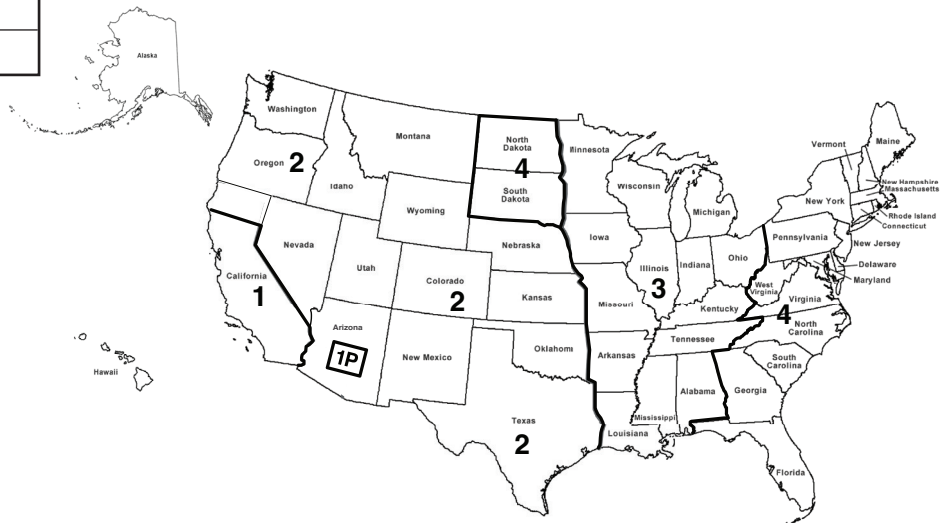 Alaska
Washington
Montana
North
Dakota
4
Minnesota
Vermont
Maine
Oregon 2
Idaho
South
Dakota
Wisconsin
Michigan
New York
New Hampshire
Massachusetts
Rhode Island
Connecticut
Wyoming
Nevada
Nebraska
Iowa
Pennsylvania
New Jersey
California
1
Utah
Colorado
2
Illinois
3
Indiana
Ohio
Delaware
Maryland
West
Virginia
Virginia
4
Kansas
Missouri
Kentucky
North
Carolina
Arizona
1P
New Mexico
Oklahom
Arkansas
Tennessee
South
Carolina
Hawaii
Texas
2
Mississippi
Alabama
Georgia
Louisiana
Florida